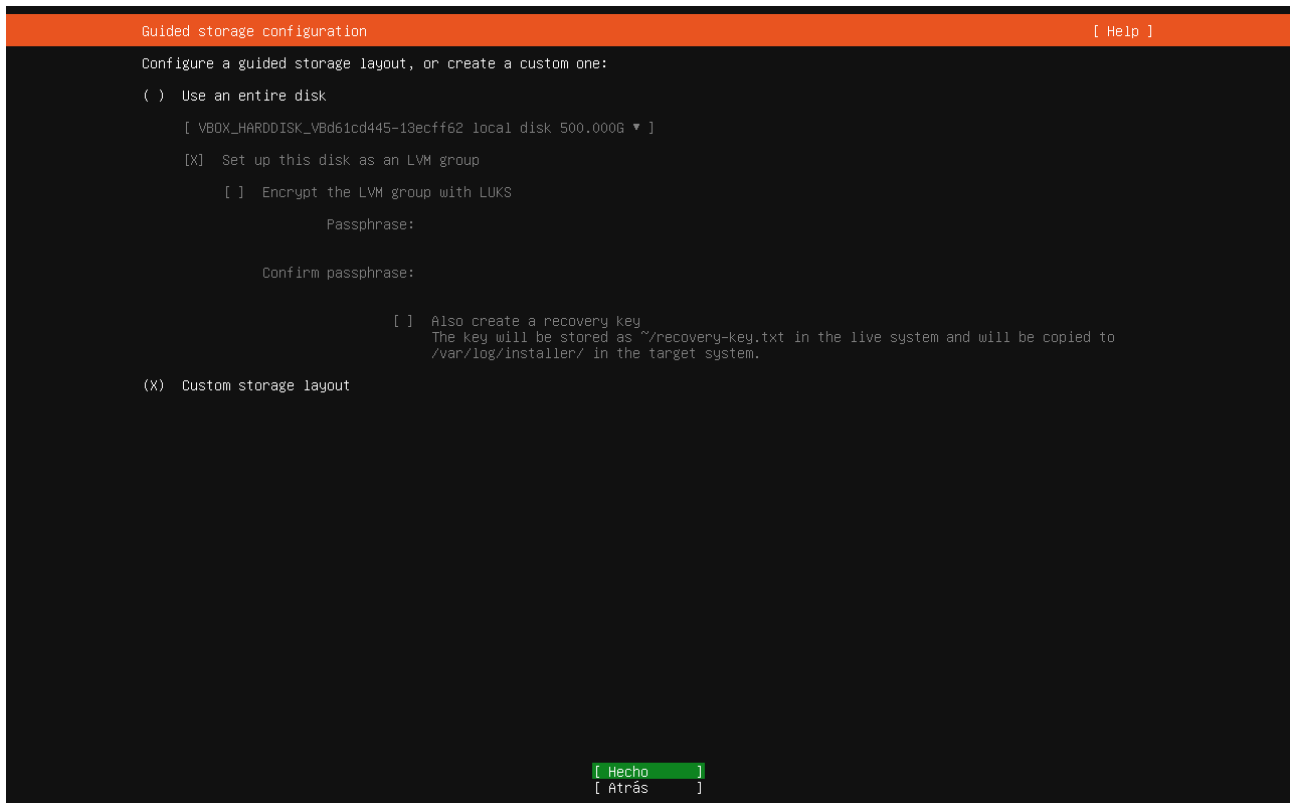 Guided storage configuration [ Help ]
Configure a guided storage layout, or create a custom one:
( ) Use an entire disk
[ VBOX_HARDDISK_VBd61cd445-13ecff62 local disk 500.000G ▾ ]
[X] Set up this disk as an LVM group
[ ] Encrypt the LVM group with LUKS
Passphrase:
Confirm passphrase:
[ ] Also create a recovery key
The key will be stored as ~/recovery-key.txt in the live system and will be copied to
/var/log/installer/ in the target system.
(X) Custom storage layout
[ Hecho ]
[ Atrás ]